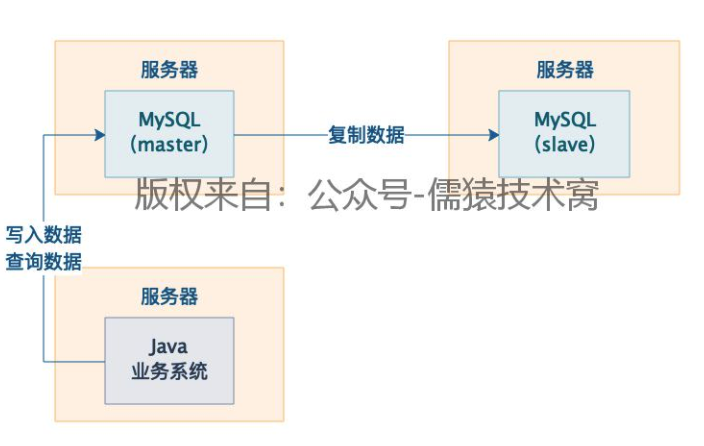 服务器
MySQL
(master)
复制数据
服务器
MySQL
(slave)
版权来自：公众号-儒猿技术窝
写入数据
查询数据
服务器
Java
业务系统